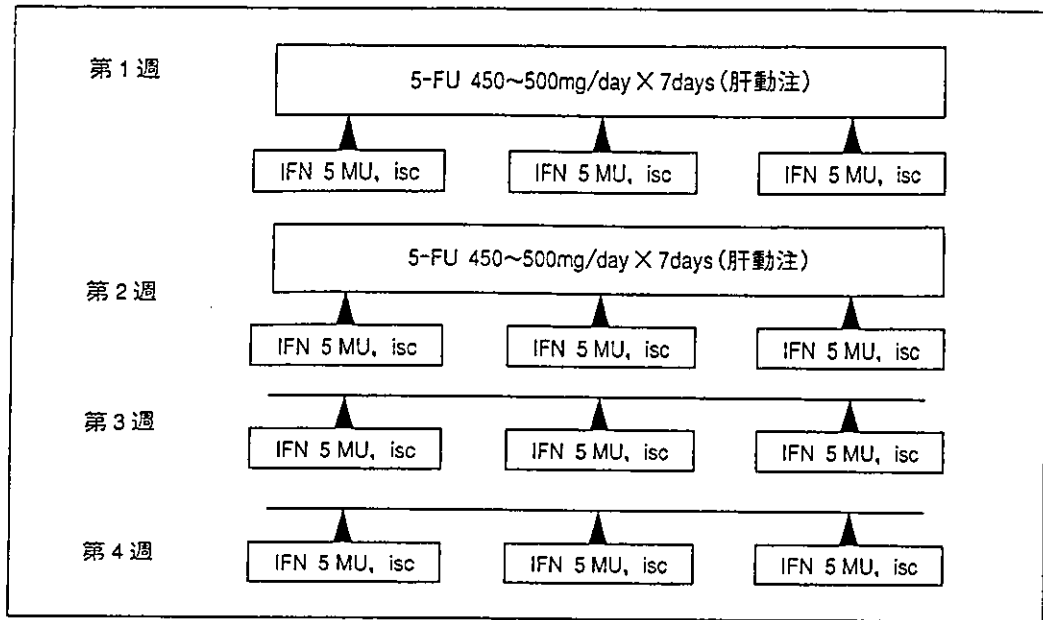 第1週
5-FU 450～500mg/day×7days(肝動注)
IFN 5 MU, isc
IFN 5 MU, isc
IFN 5 MU, isc
第2週
5-FU 450～500mg/day×7days(肝動注)
IFN 5 MU, isc
IFN 5 MU, isc
IFN 5 MU, isc
第3週
IFN 5 MU, isc
IFN 5 MU, isc
IFN 5 MU, isc
第4週
IFN 5 MU, isc
IFN 5 MU, isc
IFN 5 MU, isc